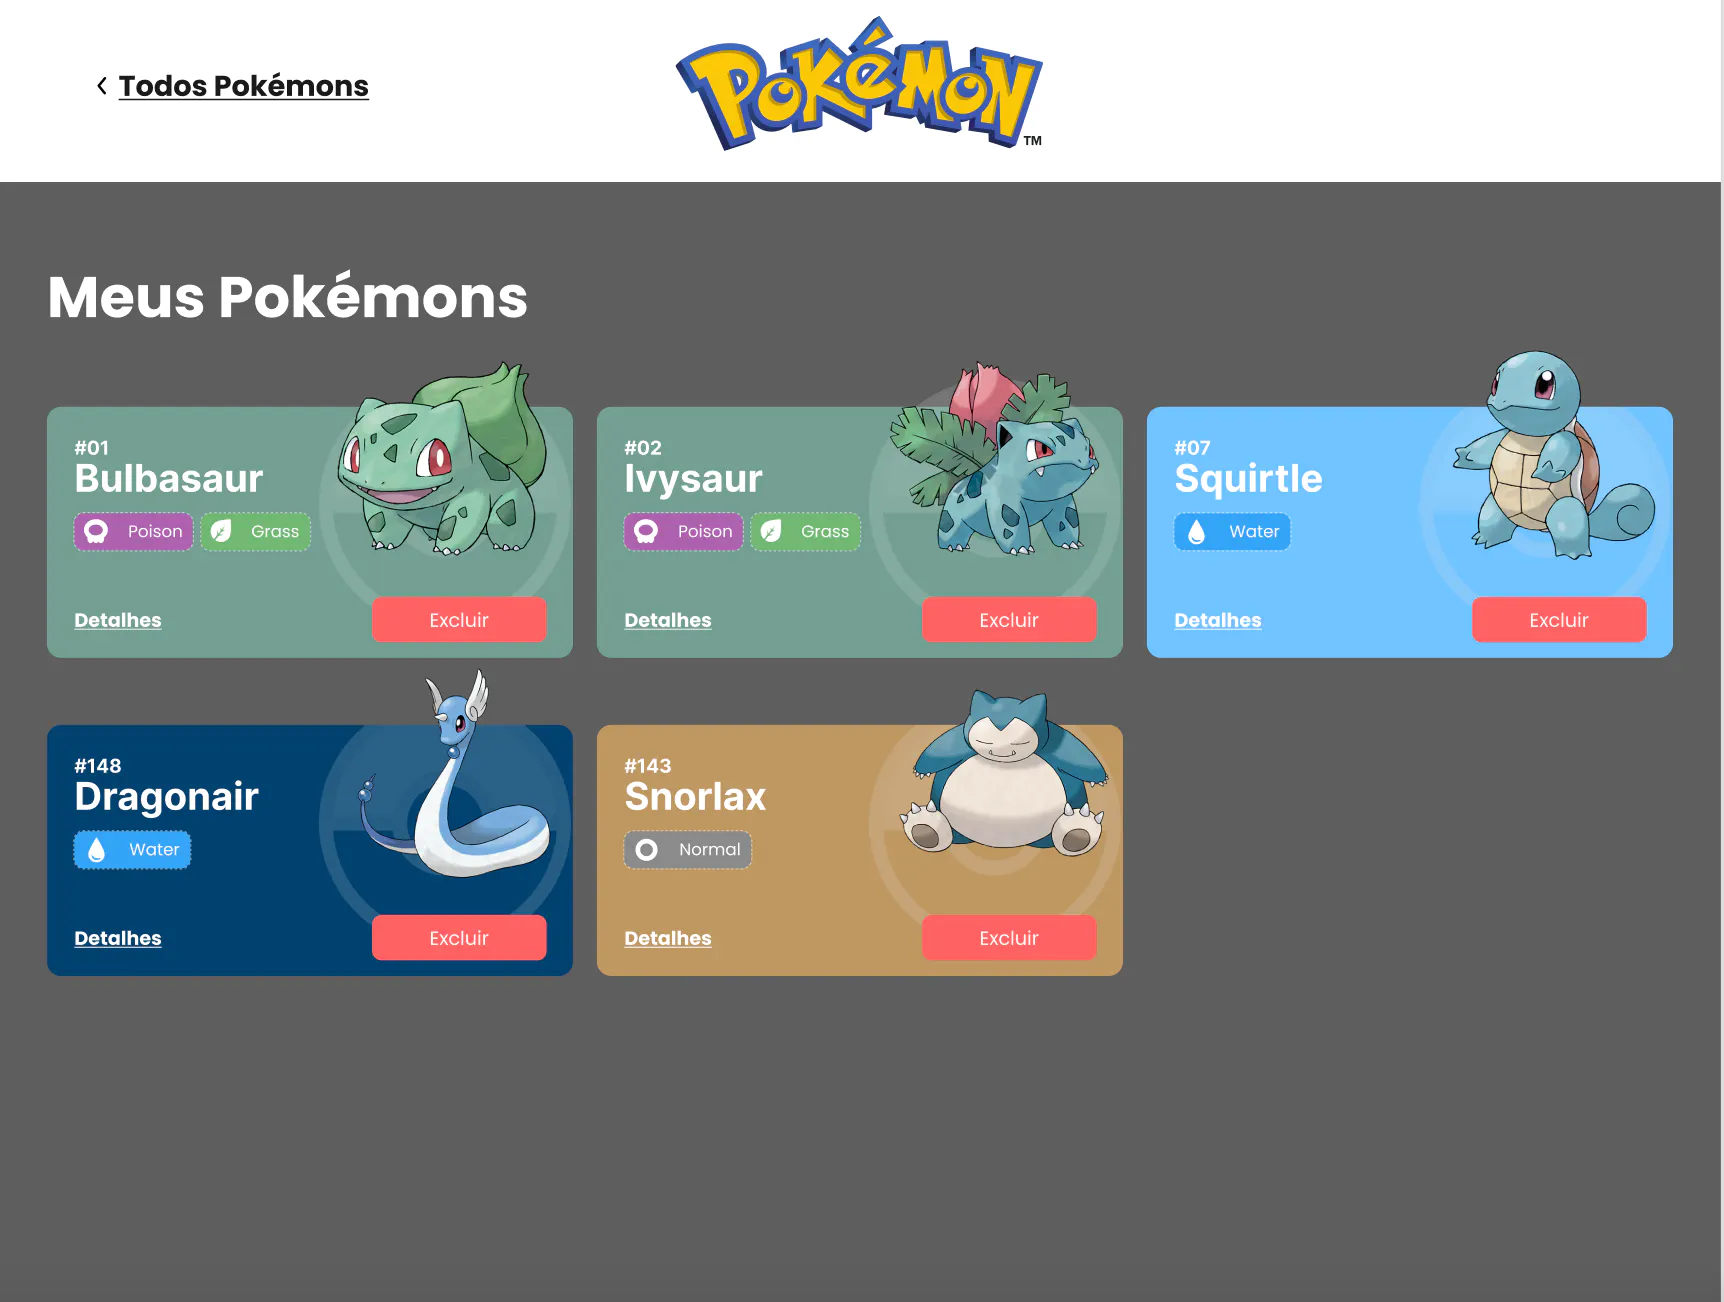 Todos Pokémons
POKéMON
TM
Meus Pokémons
#01
Bulbasaur
Poison Grass
Detalhes Excluir
#02
Ivysaur
Poison Grass
Detalhes Excluir
#07
Squirtle
Water
Detalhes Excluir
#148
Dragonair
Water
Detalhes Excluir
#143
Snorlax
Normal
Detalhes Excluir